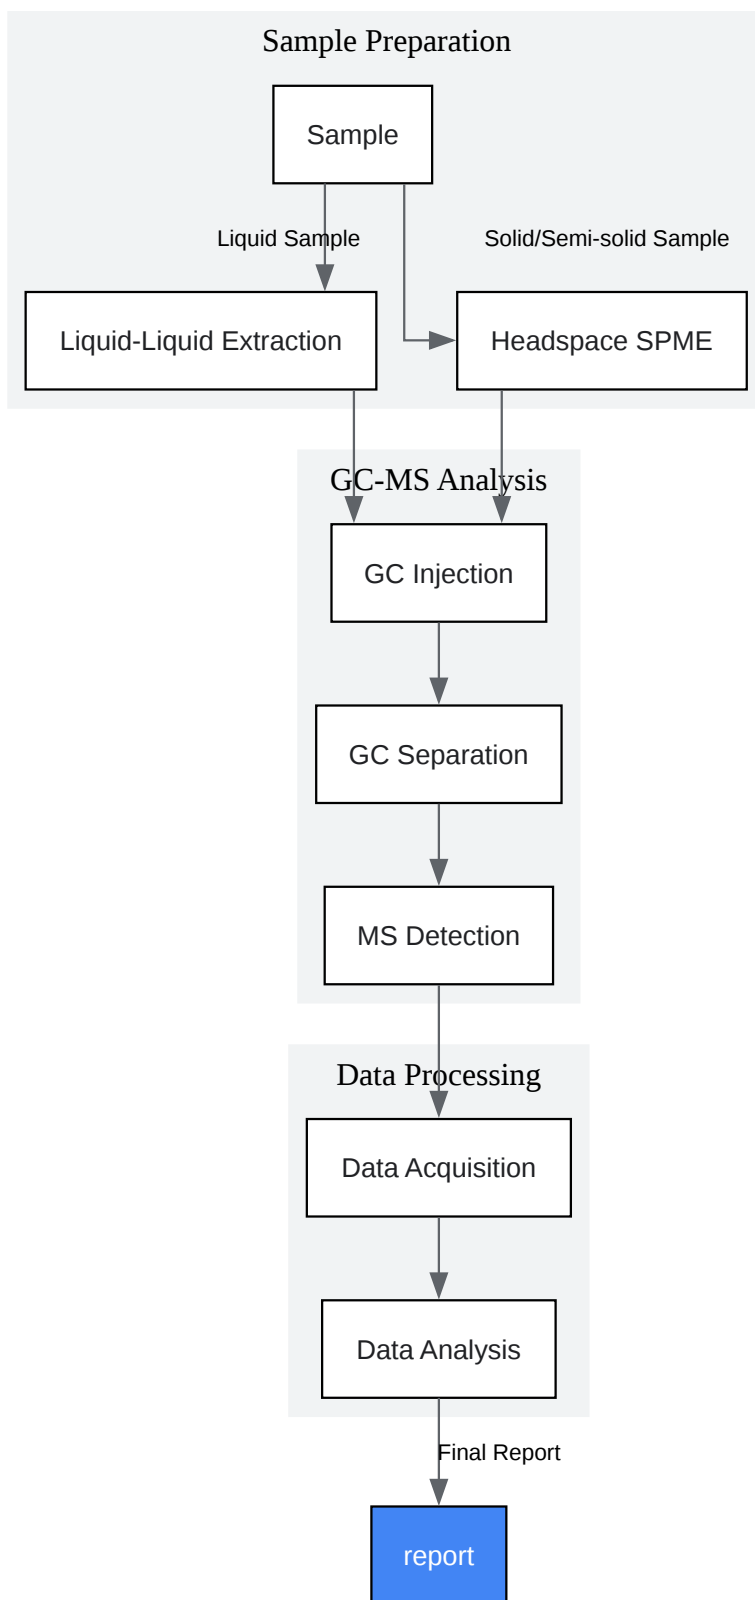 Sample Preparation
Sample
Liquid Sample
Solid/Semi-solid Sample
Liquid-Liquid Extraction
Headspace SPME
GC-MS Analysis
GC Injection
GC Separation
MS Detection
Data Processing
Data Acquisition
Data Analysis
Final Report
report